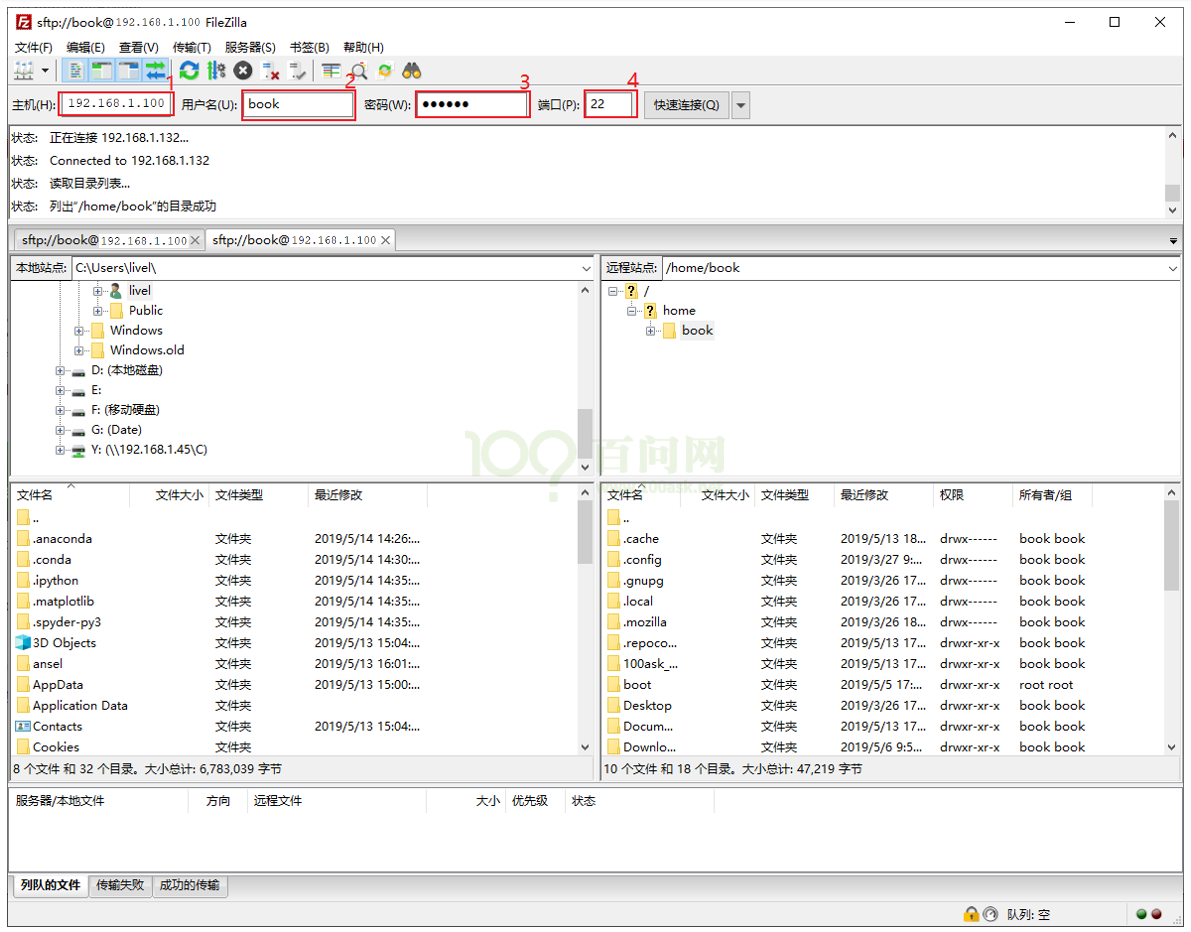 sftp://book@192.168.1.100 FileZilla
文件(F) 编辑(E) 查看(V) 传输(T) 服务器(S) 书签(B) 帮助(H)
1 2 3 4
主机(H): 192.168.1.100 用户名(U): book 密码(W): ●●●●●● 端口(P): 22 快速连接(Q)
状态: 正在连接 192.168.1.132...
状态: Connected to 192.168.1.132
状态: 读取目录列表...
状态: 列出"/home/book"的目录成功
sftp://book@192.168.1.100 sftp://book@192.168.1.100
本地站点: C:\Users\livel\
livel
Public
Windows
Windows.old
D: (本地磁盘)
E:
F: (移动硬盘)
G: (Date)
Y: (\\192.168.1.45\C)
远程站点: /home/book
/
home
book
100? 百问网
文件名 文件大小 文件类型 最近修改
..
.anaconda 文件夹 2019/5/14 14:26:...
.conda 文件夹 2019/5/14 14:30:...
.ipython 文件夹 2019/5/14 14:35:...
.matplotlib 文件夹 2019/5/14 14:35:...
.spyder-py3 文件夹 2019/5/14 14:35:...
3D Objects 文件夹 2019/5/13 15:04:...
ansel 文件夹 2019/5/13 16:01:...
AppData 文件夹 2019/5/13 15:00:...
Application Data 文件夹
Contacts 文件夹 2019/5/13 15:04:...
Cookies 文件夹
8 个文件 和 32 个目录。大小总计: 6,783,039 字节
文件名 文件大小 文件类型 最近修改 权限 所有者/组
..
.cache 文件夹 2019/5/13 18... drwx------ book book
.config 文件夹 2019/3/27 9:... drwx------ book book
.gnupg 文件夹 2019/3/26 17... drwx------ book book
.local 文件夹 2019/3/26 17... drwx------ book book
.mozilla 文件夹 2019/3/26 18... drwx------ book book
.repoco... 文件夹 2019/5/13 17... drwxr-xr-x book book
100ask_... 文件夹 2019/5/13 17... drwxr-xr-x book book
boot 文件夹 2019/5/5 17:... drwxr-xr-x root root
Desktop 文件夹 2019/3/26 17... drwxr-xr-x book book
Docum... 文件夹 2019/5/13 17... drwxr-xr-x book book
Downlo... 文件夹 2019/5/6 9:5... drwxr-xr-x book book
10 个文件 和 18 个目录。大小总计: 47,219 字节
服务器/本地文件 方向 远程文件 大小 优先级 状态
列队的文件 传输失败 成功的传输
队列: 空